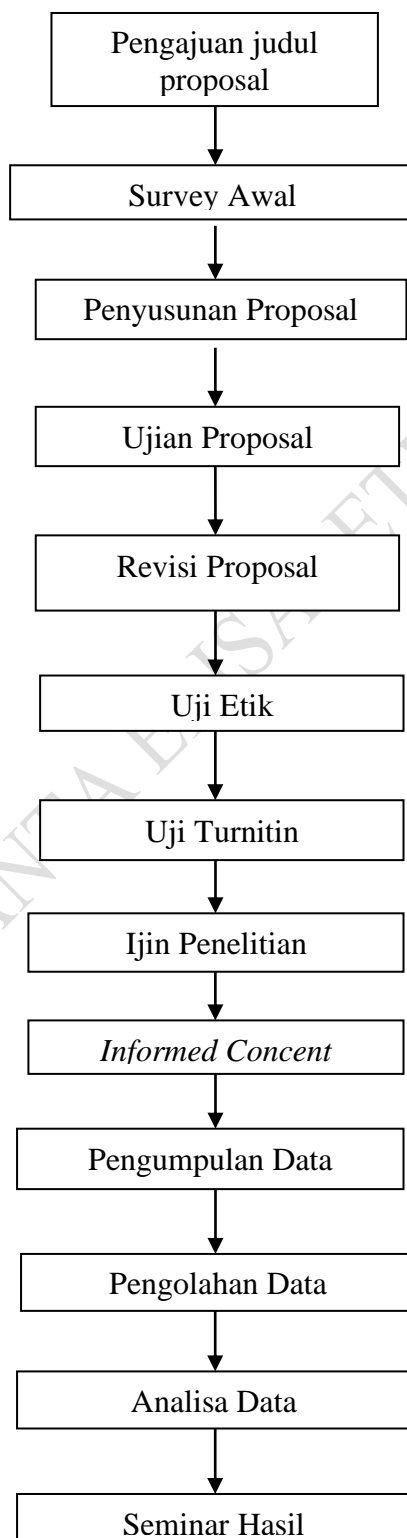 Pengajuan judul
proposal
Survey Awal
Penyusunan Proposal
Ujian Proposal
Revisi Proposal
Uji Etik
Uji Turnitin
Ijin Penelitian
Informed Concent
Pengumpulan Data
Pengolahan Data
Analisa Data
Seminar Hasil